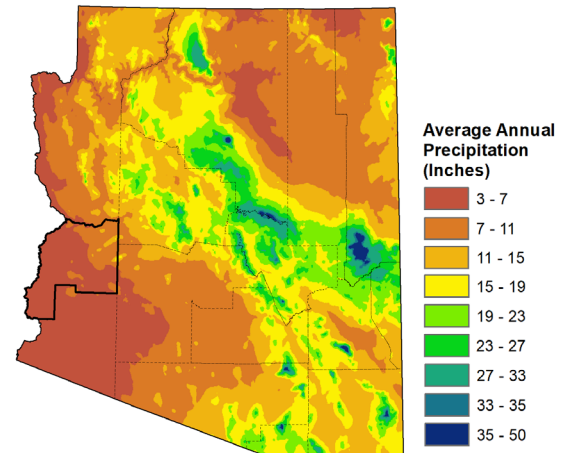 Average Annual
Precipitation
(Inches)
3 - 7
7 - 11
11 - 15
15 - 19
19 - 23
23 - 27
27 - 33
33 - 35
35 - 50